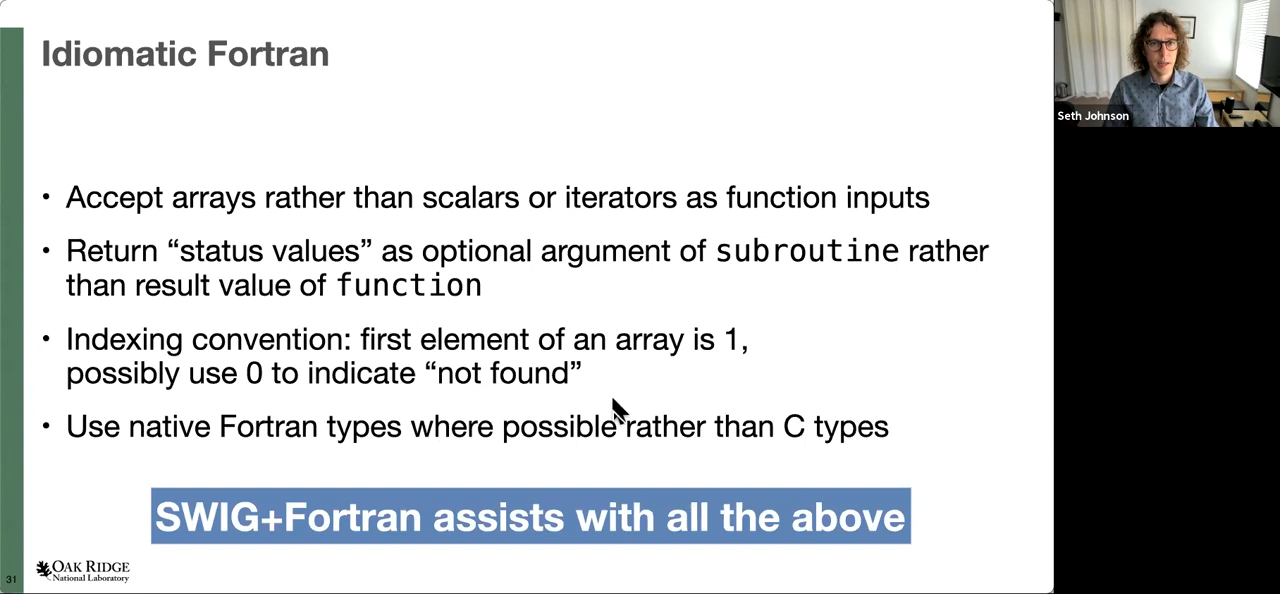 Idiomatic Fortran
• Accept arrays rather than scalars or iterators as function inputs
• Return “status values” as optional argument of subroutine rather
than result value of function
• Indexing convention: first element of an array is 1,
possibly use 0 to indicate “not found”
• Use native Fortran types where possible rather than C types
SWIG+Fortran assists with all the above
31
OAK RIDGE
National Laboratory
Seth Johnson